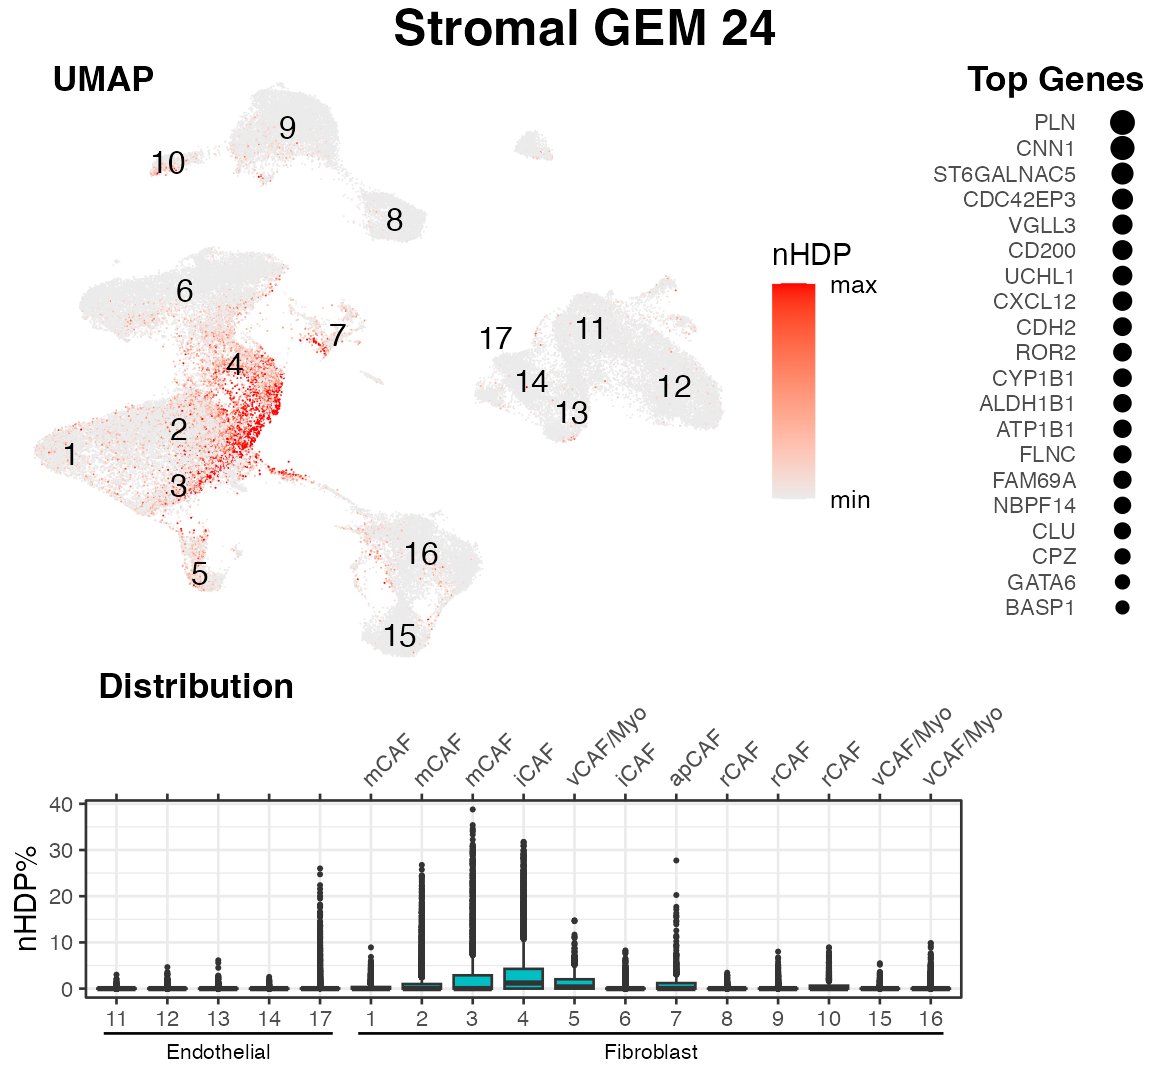 Stromal GEM 24
UMAP
9
10
8
6
7
4
2
1
3
5
16
15
17
11
14
12
13
nHDP
max
min
Top Genes
PLN
CNN1
ST6GALNAC5
CDC42EP3
VGLL3
CD200
UCHL1
CXCL12
CDH2
ROR2
CYP1B1
ALDH1B1
ATP1B1
FLNC
FAM69A
NBPF14
CLU
CPZ
GATA6
BASP1
Distribution
mCAF mCAF mCAF iCAF vCAF/Myo iCAF apCAF rCAF rCAF rCAF vCAF/Myo vCAF/Myo
nHDP%
40
30
20
10
0
11 12 13 14 17 1 2 3 4 5 6 7 8 9 10 15 16
Endothelial Fibroblast